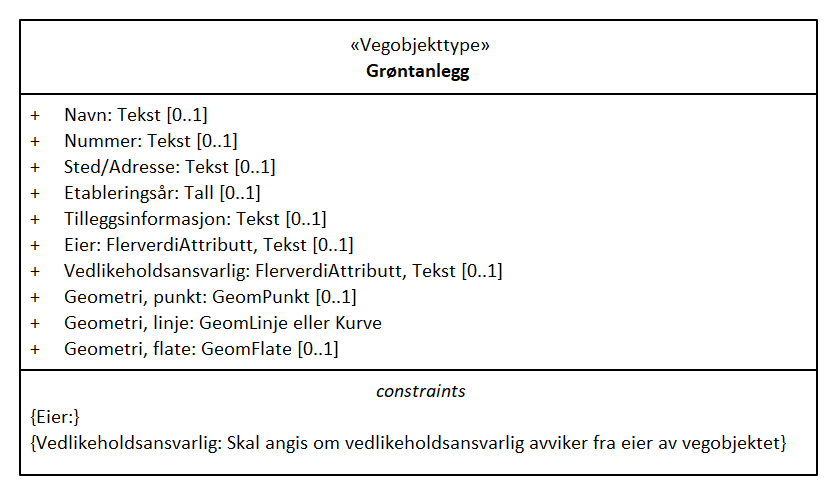 «Vegobjekttype»
Grøntanlegg
+ Navn: Tekst [0..1]
+ Nummer: Tekst [0..1]
+ Sted/Adresse: Tekst [0..1]
+ Etableringsår: Tall [0..1]
+ Tilleggsinformasjon: Tekst [0..1]
+ Eier: FlerverdiAttributt, Tekst [0..1]
+ Vedlikeholdsansvarlig: FlerverdiAttributt, Tekst [0..1]
+ Geometri, punkt: GeomPunkt [0..1]
+ Geometri, linje: GeomLinje eller Kurve
+ Geometri, flate: GeomFlate [0..1]
constraints
{Eier:}
{Vedlikeholdsansvarlig: Skal angis om vedlikeholdsansvarlig avviker fra eier av vegobjektet}